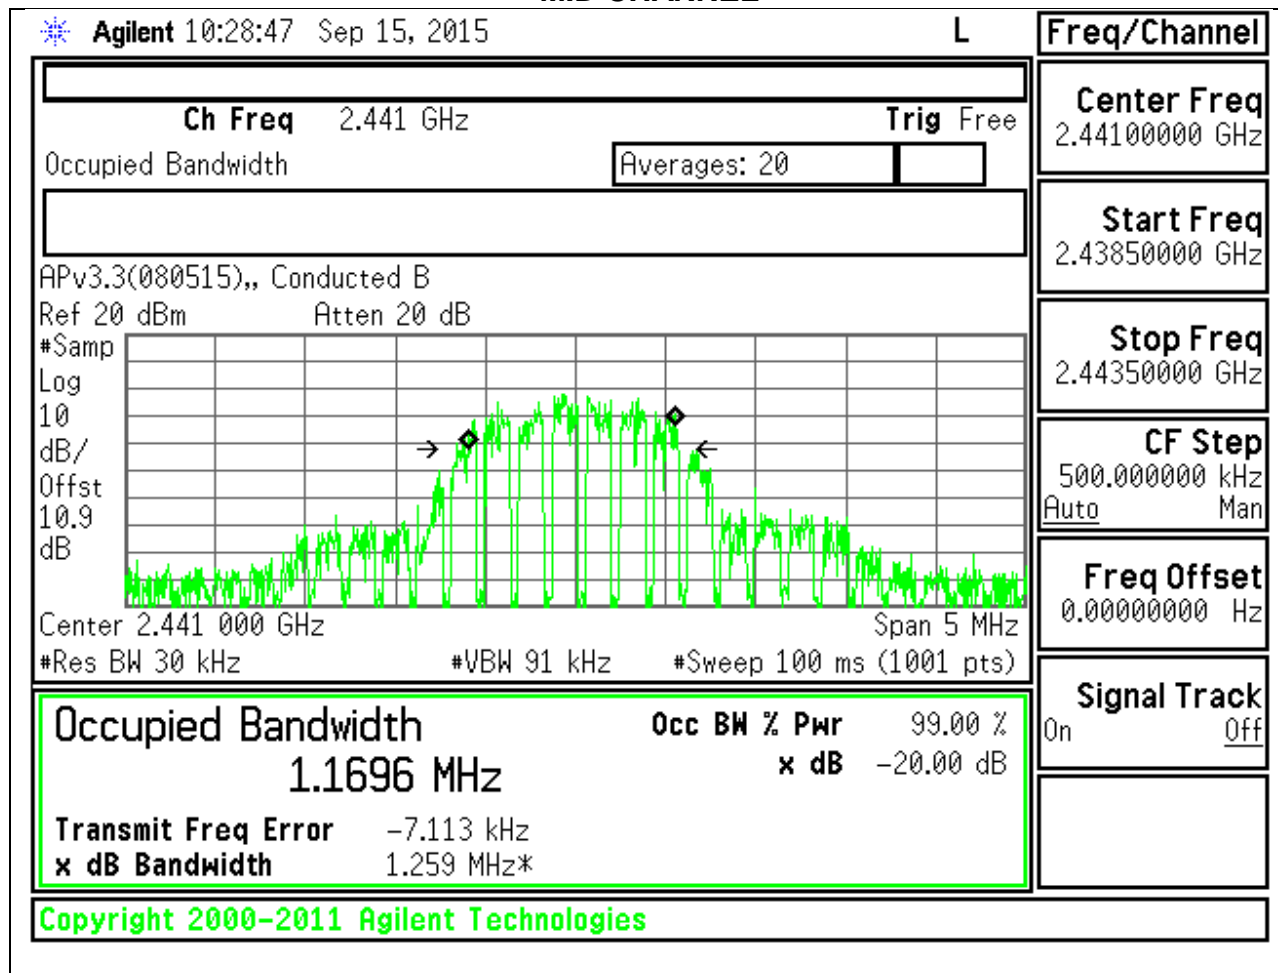 MID CHANNEL
Agilent 10:28:47 Sep 15, 2015 L
Freq/Channel
Ch Freq 2.441 GHz Trig Free
Occupied Bandwidth Averages: 20
APv3.3(080515),, Conducted B
Ref 20 dBm Atten 20 dB
#Samp
Log
10
dB/
Offst
10.9
dB
Center 2.441 000 GHz Span 5 MHz
#Res BW 30 kHz #VBW 91 kHz #Sweep 100 ms (1001 pts)
Occupied Bandwidth
1.1696 MHz
Occ BW % Pwr 99.00 %
x dB -20.00 dB
Transmit Freq Error -7.113 kHz
x dB Bandwidth 1.259 MHz*
Center Freq
2.44100000 GHz
Start Freq
2.43850000 GHz
Stop Freq
2.44350000 GHz
CF Step
500.000000 kHz
Auto Man
Freq Offset
0.00000000 Hz
Signal Track
On Off
Copyright 2000-2011 Agilent Technologies